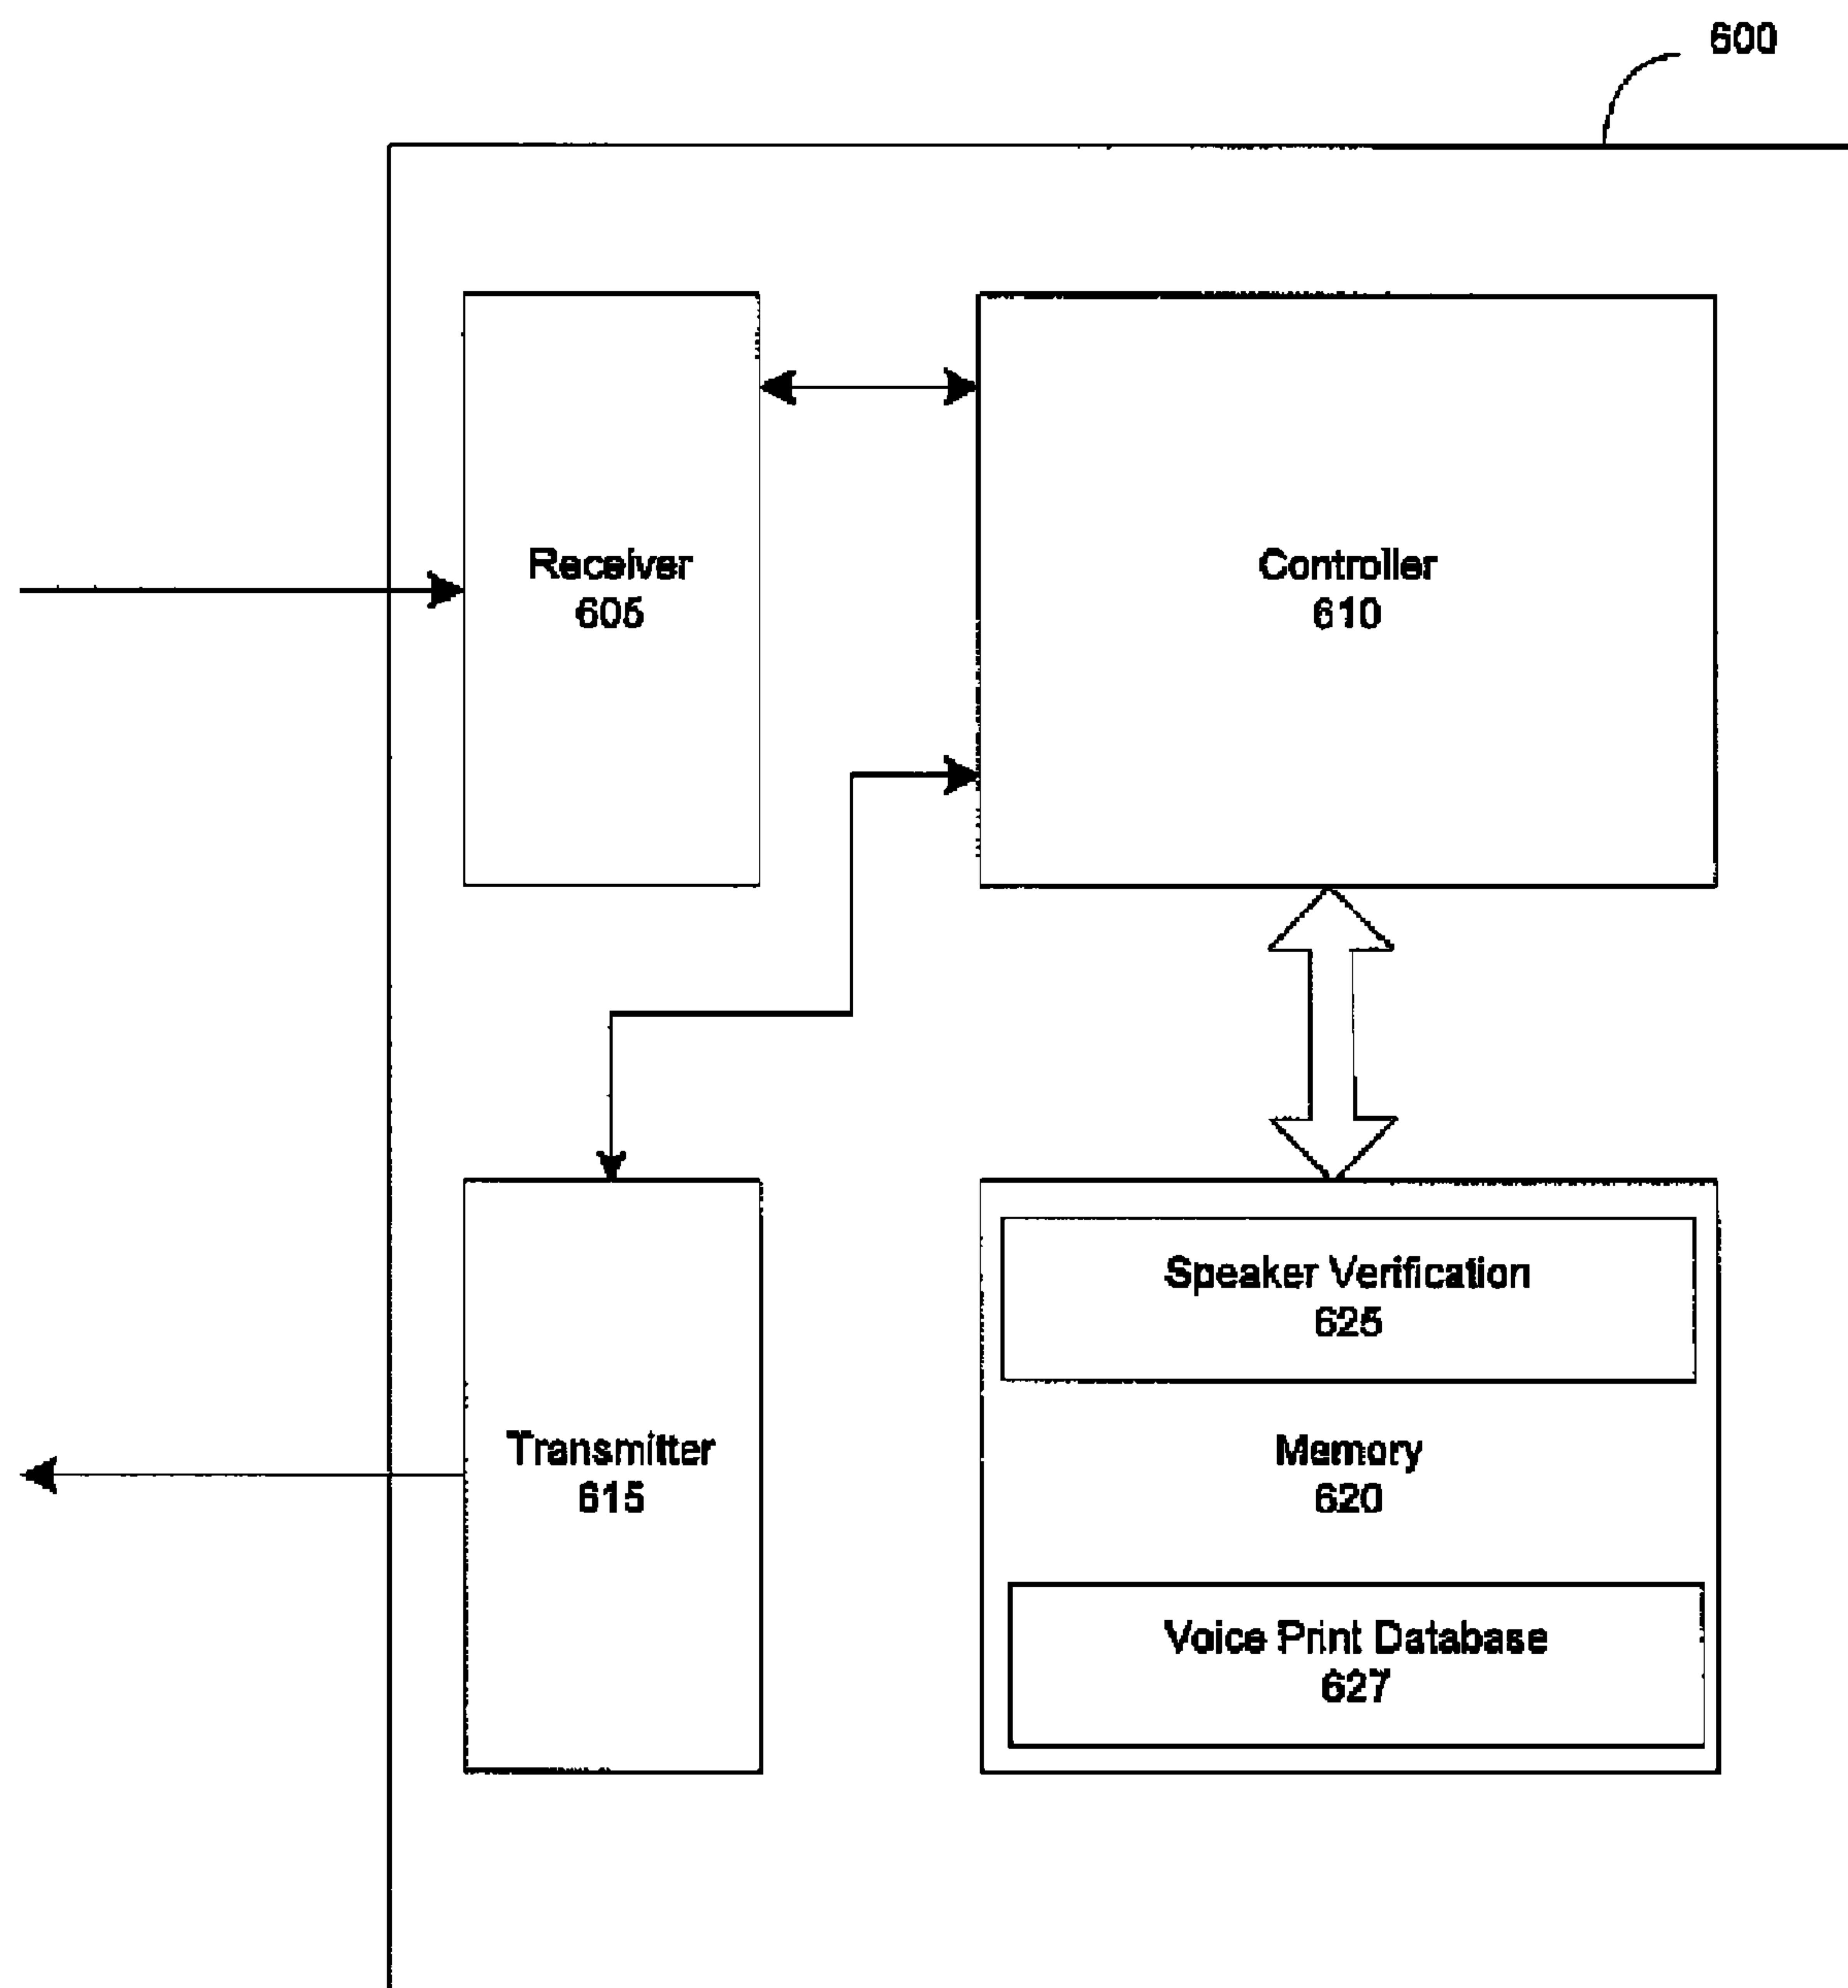 600
Receiver
605
Controller
610
Speaker Verification
625
Transmitter
615
Memory
620
Voice Print Database
627